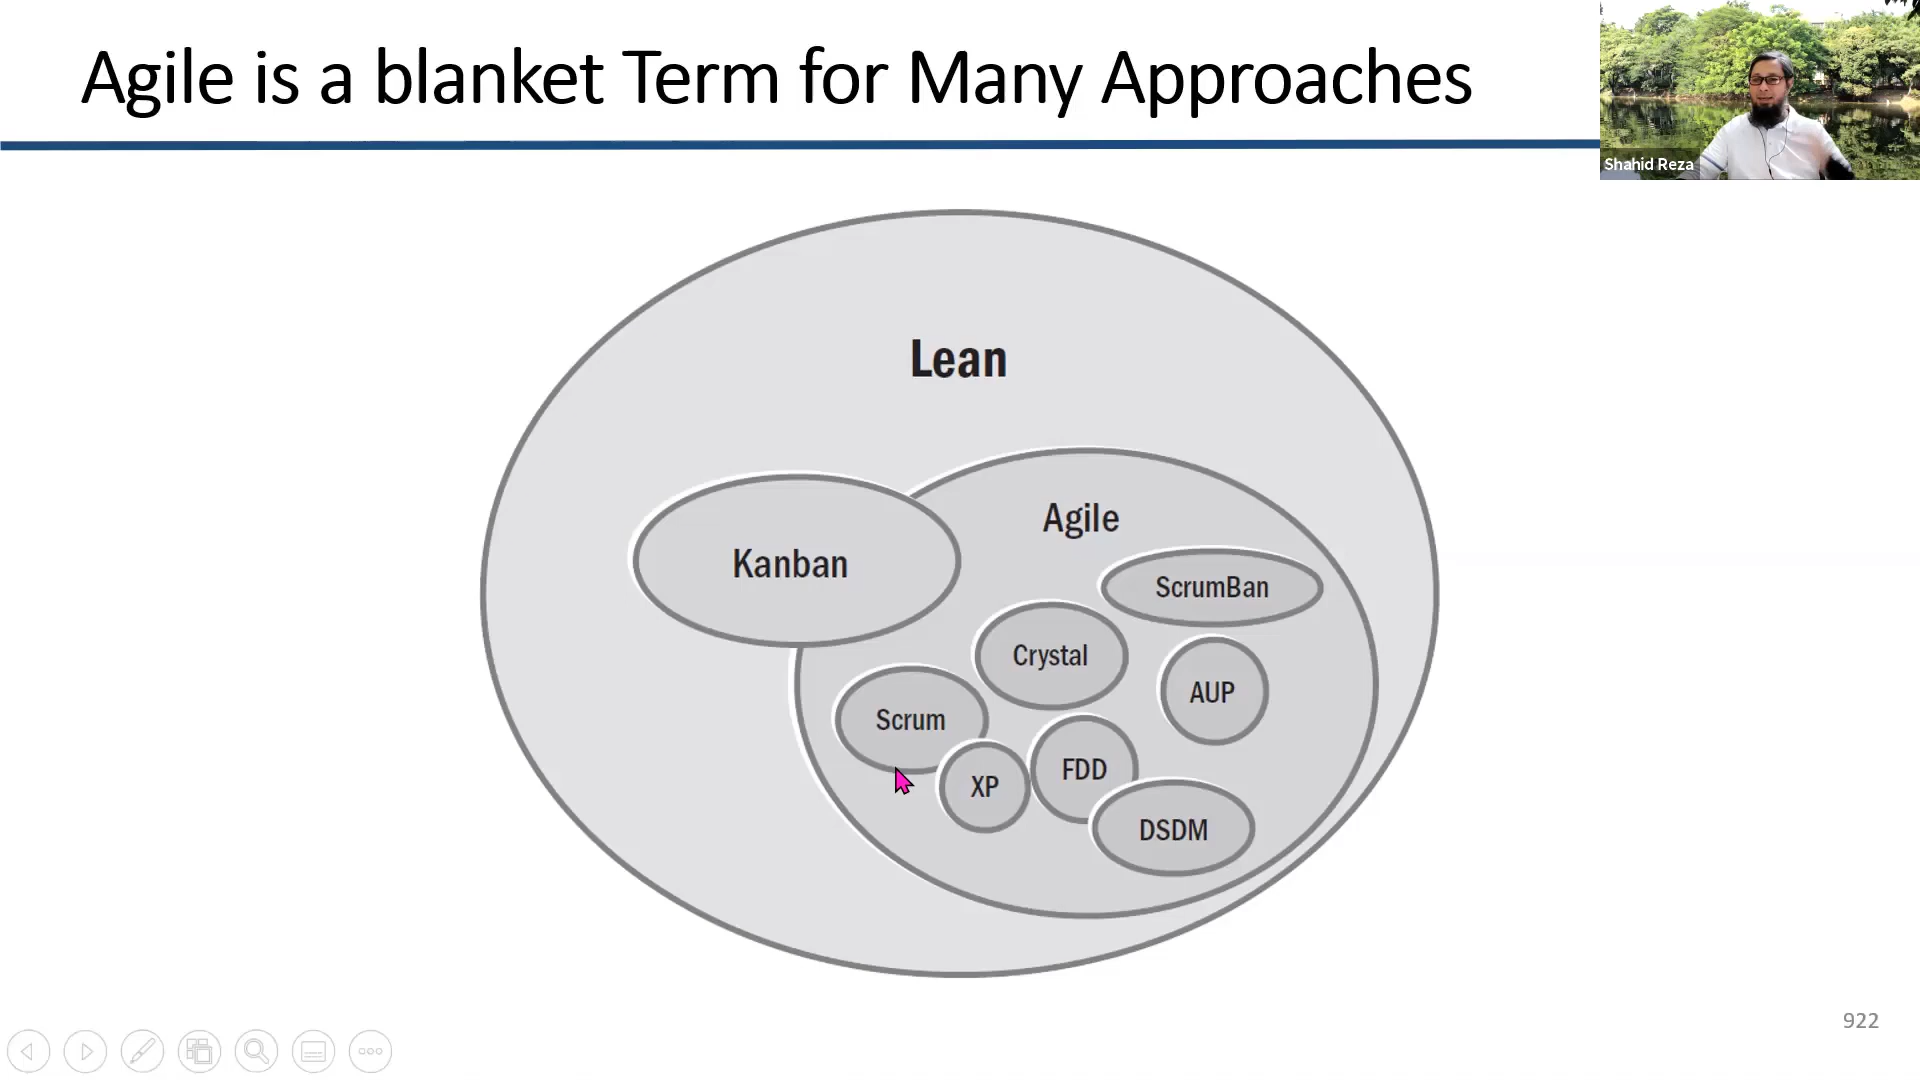 Agile is a blanket Term for Many Approaches
Shahid Reza
Lean
Agile
Kanban
ScrumBan
Crystal
AUP
Scrum
FDD
XP
DSDM
922